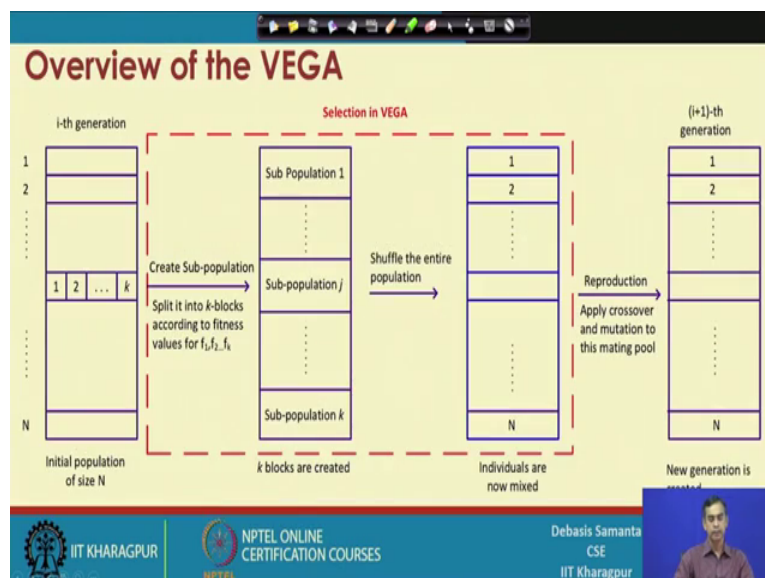 Overview of the VEGA
i-th generation
Selection in VEGA
(i+1)-th
generation
1
2
1 2 ... k
N
Initial population
of size N
Create Sub-population
Split it into k-blocks
according to fitness
values for f₁,f₂_fₖ
Sub Population 1
Sub-population j
Sub-population k
k blocks are created
Shuffle the entire
population
1
2
N
Individuals are
now mixed
Reproduction
Apply crossover
and mutation to
this mating pool
1
2
N
New generation is
IIT KHARAGPUR
NPTEL ONLINE
CERTIFICATION COURSES
NPTEL
Debasis Samanta
CSE
IIT Kharagpur